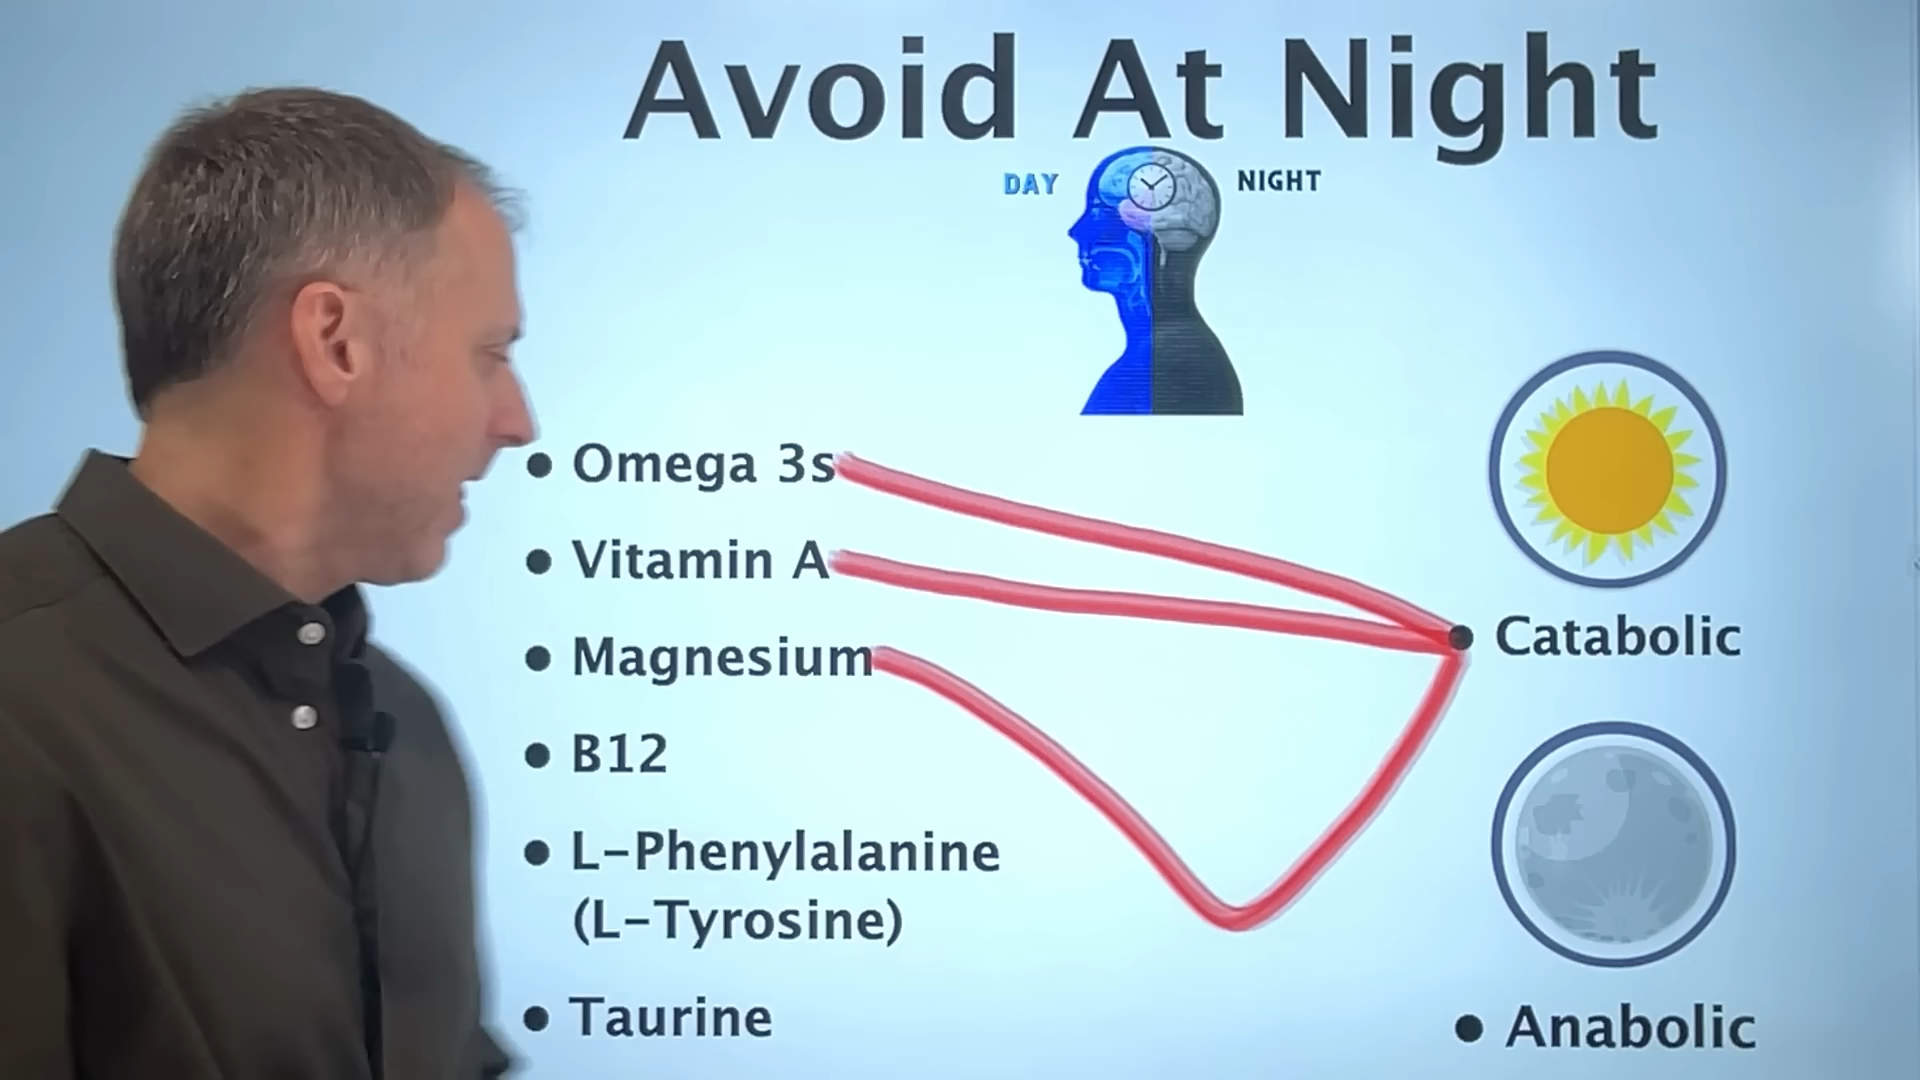 Avoid At Night
DAY
NIGHT
• Omega 3s
• Vitamin A
• Magnesium
• B12
• L-Phenylalanine
(L-Tyrosine)
• Taurine
• Catabolic
• Anabolic